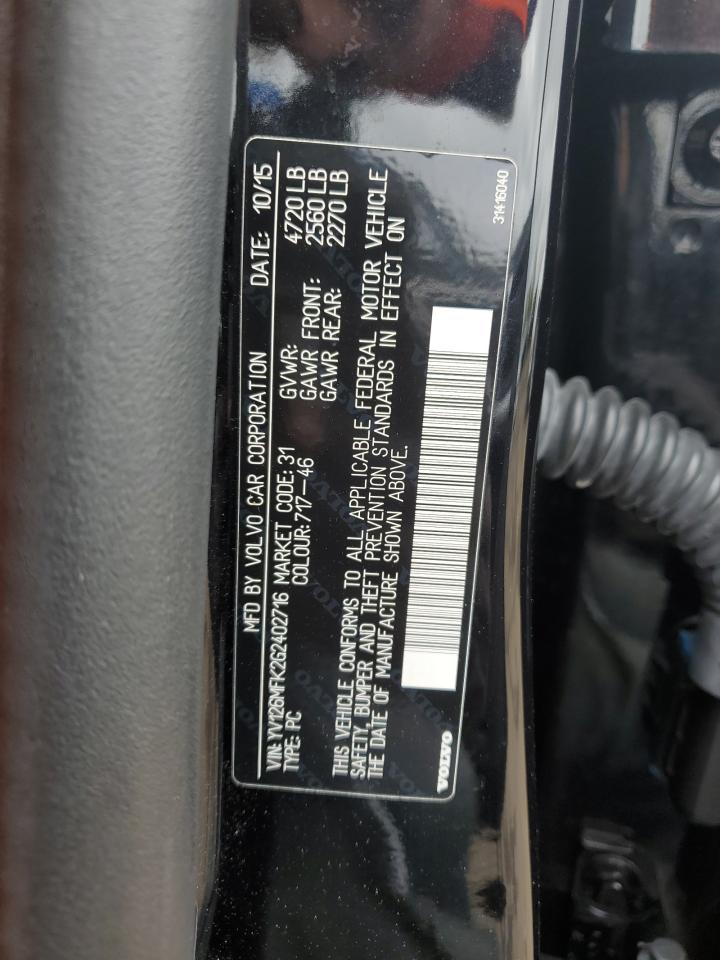 MFD BY VOLVO CAR CORPORATION DATE: 10/15
VIN: YV126MFK2G2402716 MARKET CODE: 31 GVWR: 4720 LB
TYPE: PC COLOUR: 717-46 GAWR FRONT: 2560 LB
GAWR REAR: 2270 LB
THIS VEHICLE CONFORMS TO ALL APPLICABLE FEDERAL MOTOR VEHICLE
SAFETY, BUMPER AND THEFT PREVENTION STANDARDS IN EFFECT ON
THE DATE OF MANUFACTURE SHOWN ABOVE.
VOLVO
31416040